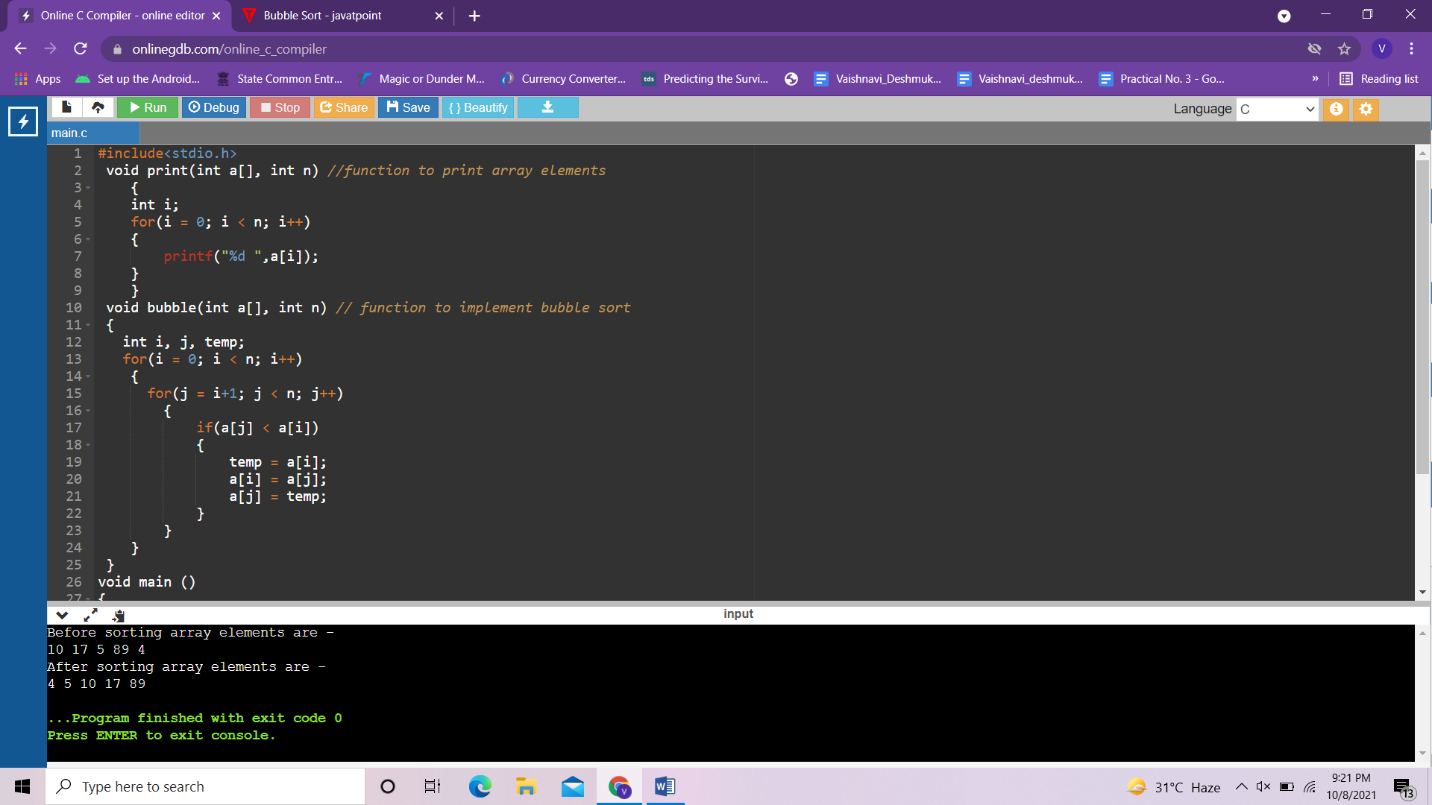 Online C Compiler - online editor
Bubble Sort - javatpoint
onlinegdb.com/online_c_compiler
V
Apps
Set up the Android...
State Common Entr...
Magic or Dunder M...
Currency Converter...
tds
Predicting the Survi...
Vaishnavi_Deshmuk...
Vaishnavi_deshmuk...
Practical No. 3 - Go...
»
Reading list
Run
Debug
Stop
Share
Save
{ } Beautify
Language
C
main.c
1 #include<stdio.h>
2 void print(int a[], int n) //function to print array elements
3 {
4 int i;
5 for(i = 0; i < n; i++)
6 {
7 printf("%d ",a[i]);
8 }
9 }
10 void bubble(int a[], int n) // function to implement bubble sort
11 {
12 int i, j, temp;
13 for(i = 0; i < n; i++)
14 {
15 for(j = i+1; j < n; j++)
16 {
17 if(a[j] < a[i])
18 {
19 temp = a[i];
20 a[i] = a[j];
21 a[j] = temp;
22 }
23 }
24 }
25 }
26 void main ()
27 {
input
Before sorting array elements are -
10 17 5 89 4
After sorting array elements are -
4 5 10 17 89
...Program finished with exit code 0
Press ENTER to exit console.
Type here to search
V
W
31°C Haze
9:21 PM
10/8/2021
13